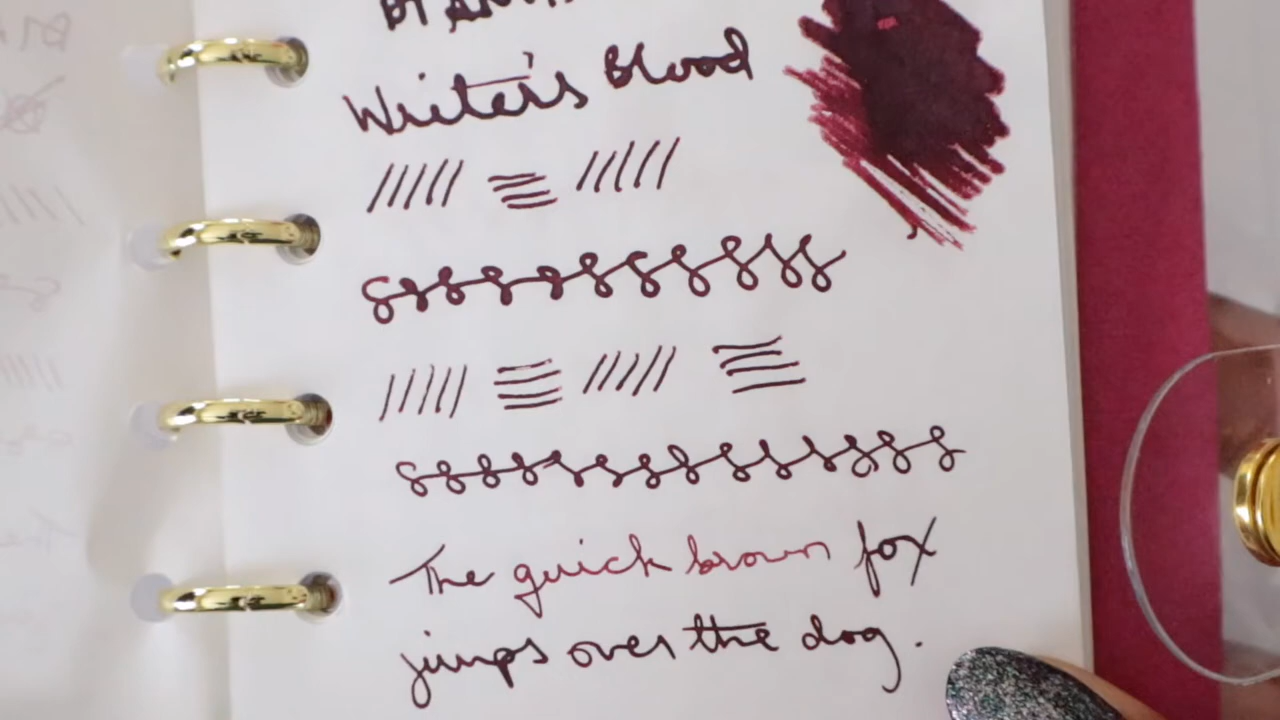 Writer's Blood
The quick brown fox
jumps over the dog.